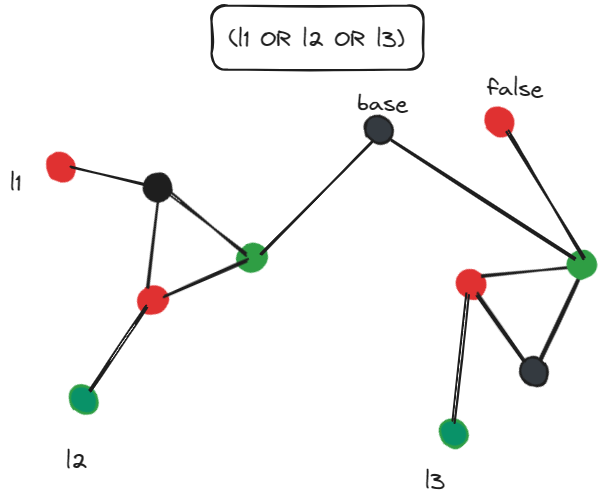 (l1 OR l2 OR l3)
base
false
l1
l2
l3